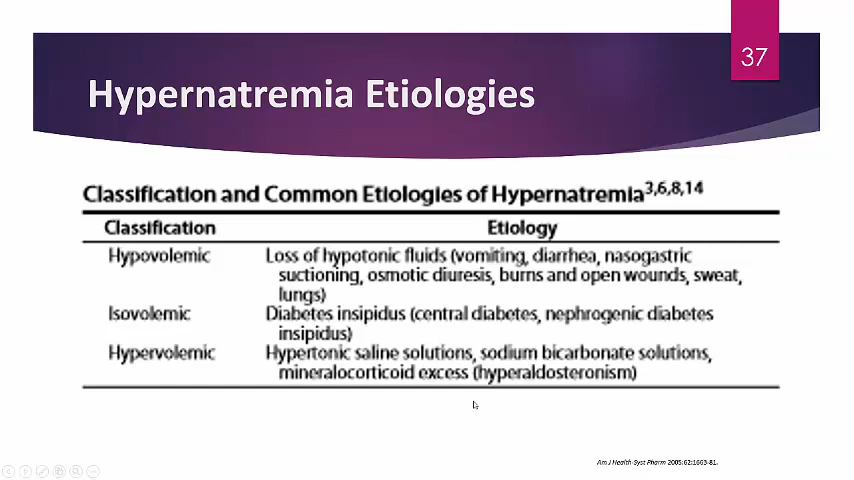 37
Hypernatremia Etiologies
Classification and Common Etiologies of Hypernatremia3,6,8,14
Classification Etiology
Hypovolemic Loss of hypotonic fluids (vomiting, diarrhea, nasogastric
suctioning, osmotic diuresis, burns and open wounds, sweat,
lungs)
Isovolemic Diabetes insipidus (central diabetes, nephrogenic diabetes
insipidus)
Hypervolemic Hypertonic saline solutions, sodium bicarbonate solutions,
mineralocorticoid excess (hyperaldosteronism)
Am J Health-Syst Pharm 2005;62:1663-81.